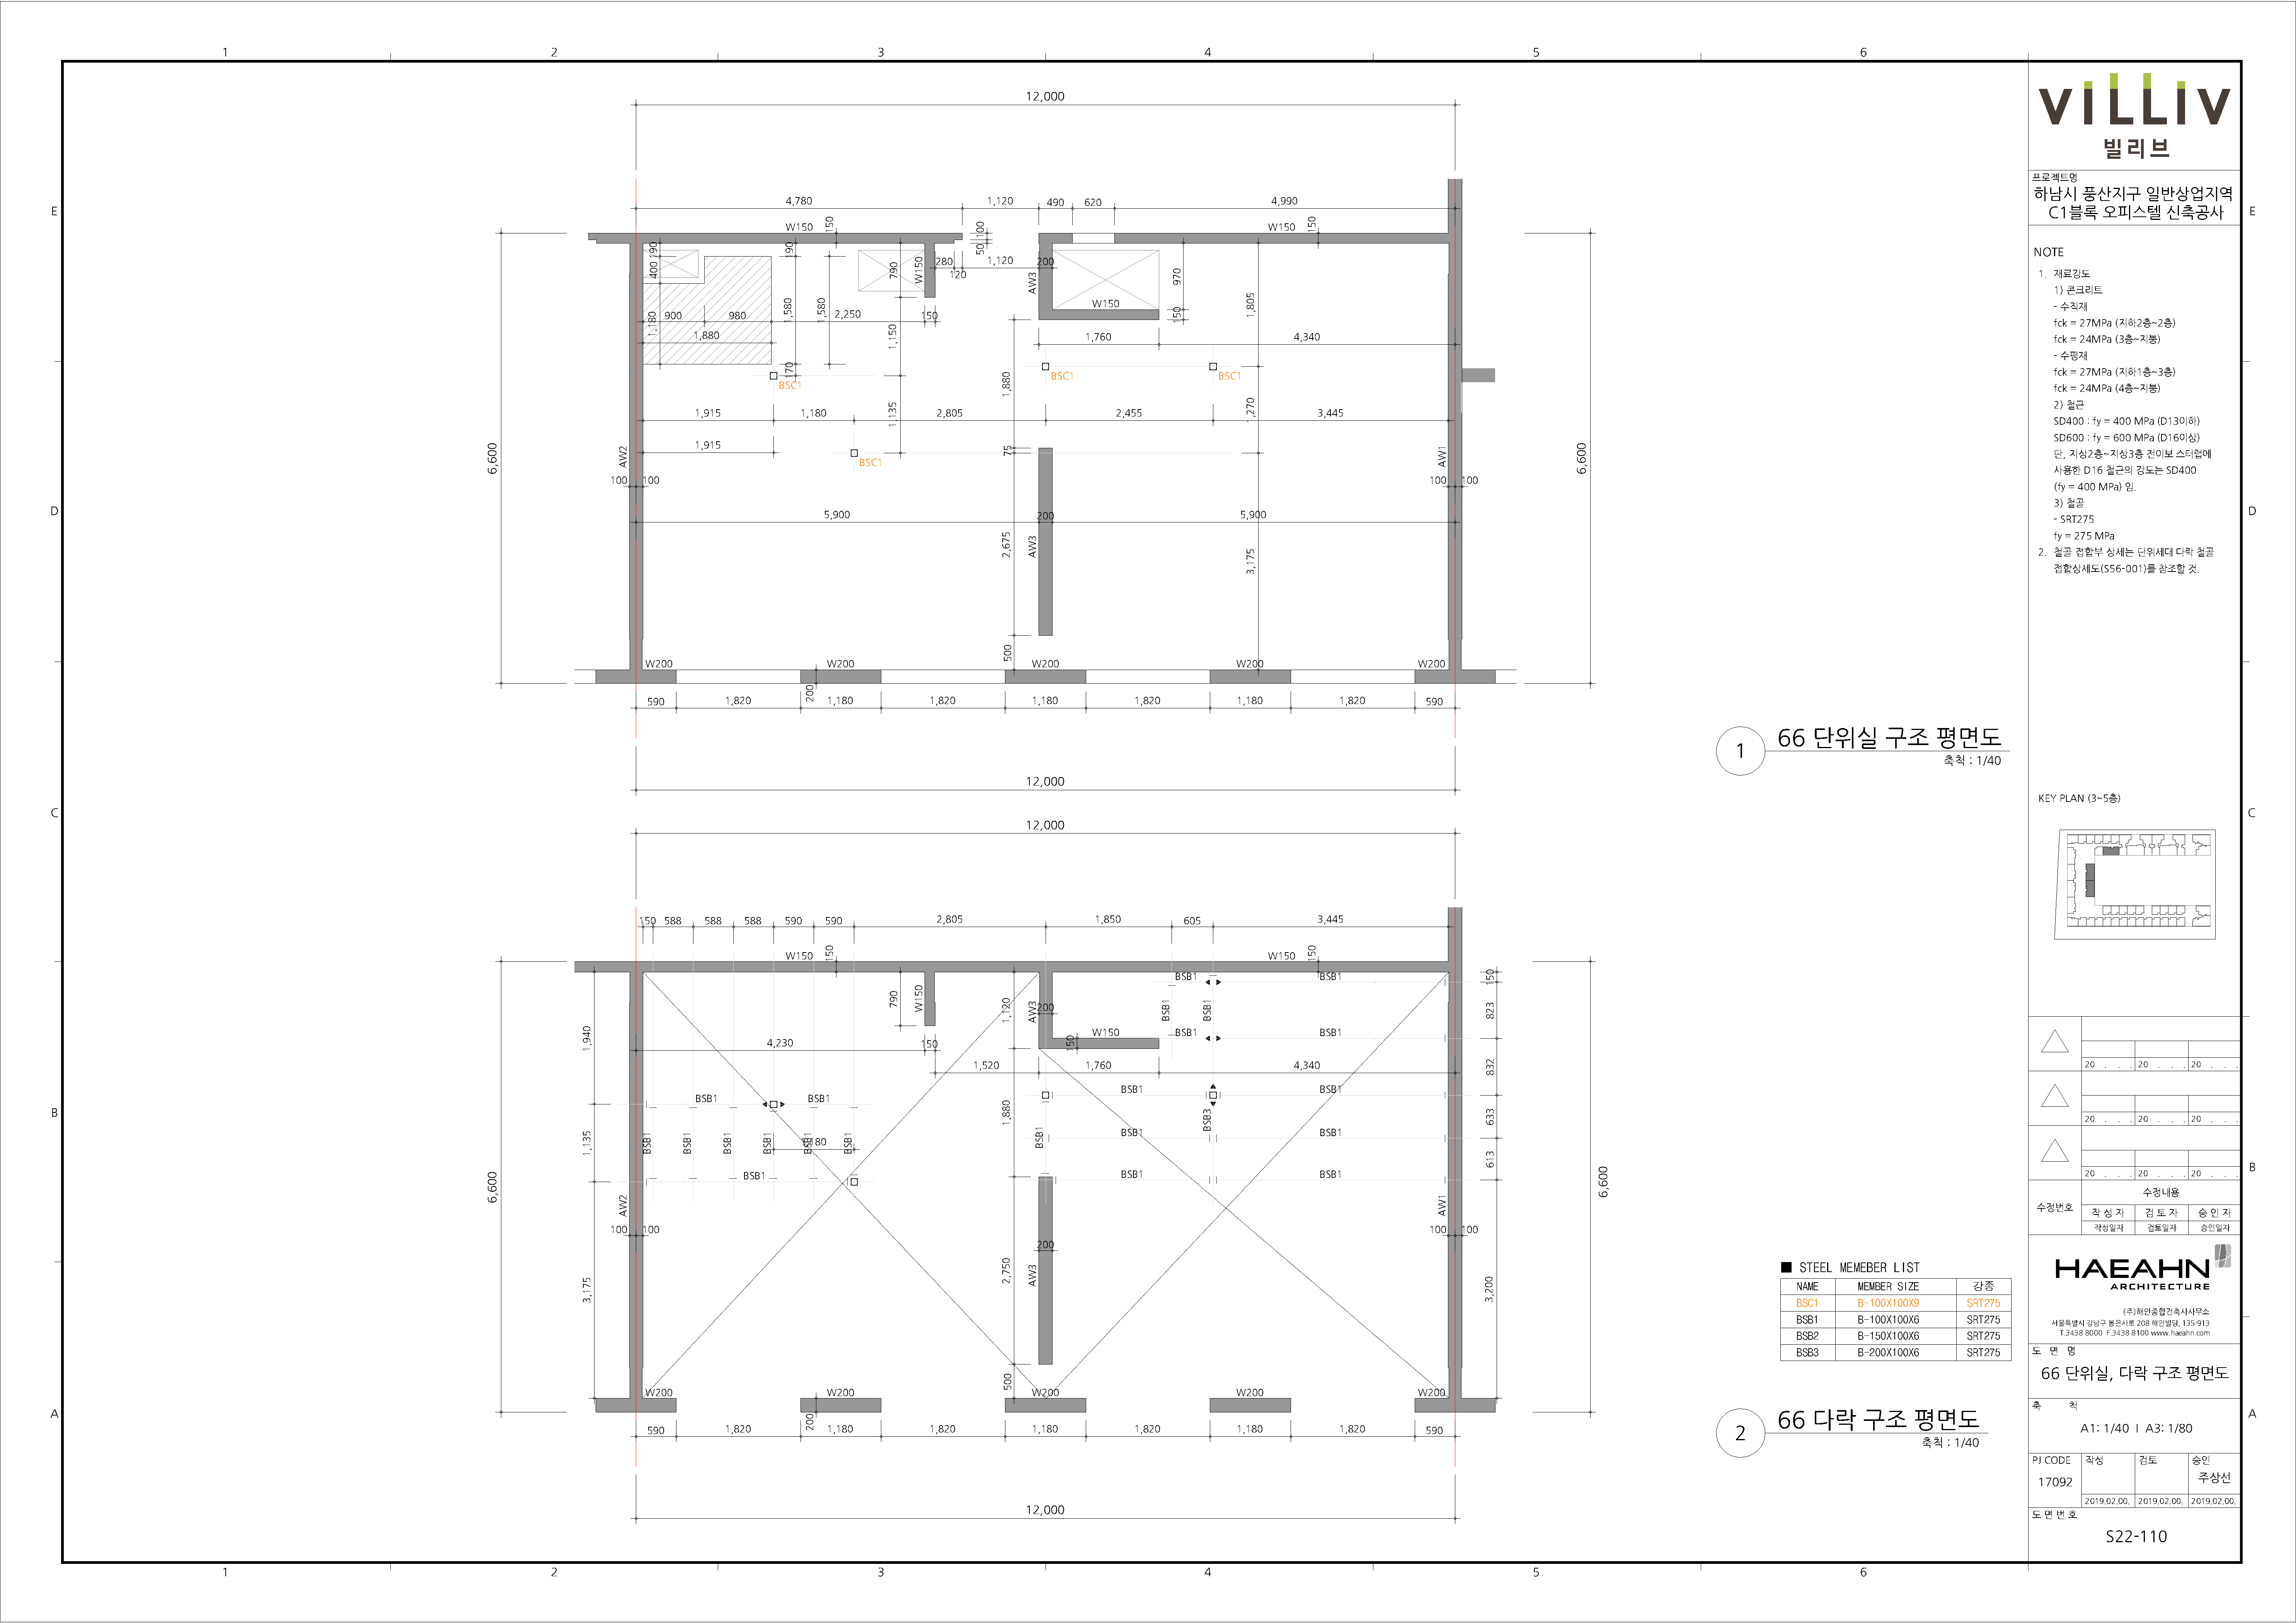 1 2 3 4 5 6
E
D
C
B
A
12,000
4,780 1,120 490 620 4,990
W150 150 100 50 W150 150
190 190 400 790 W150 280 120 1,120 200 AW3 970
1,180 900 980 1,580 1,580 2,250 150 W150 150 1,805
1,880 1,150 1,760 4,340
170
BSC1 1,880 BSC1 BSC1
1,915 1,180 1,135 2,805 2,455 1,270 3,445
1,915
AW2 BSC1 75 AW1
6,600 6,600
100 100 100 100
5,900 200 5,900
2,675 AW3 3,175
500
W200 W200 W200 W200 W200
590 1,820 200 1,180 1,820 1,180 1,820 1,180 1,820 590
12,000
1 66 단위실 구조 평면도
축척 : 1/40
12,000
150 588 588 588 590 590 2,805 1,850 605 3,445
W150 150 W150 150
BSB1 BSB1 150
790 W150 1,120 AW3 200 BSB1 BSB1 823
1,940 4,230 150 W150 150 BSB1 BSB1
1,520 1,760 4,340 832
BSB1 BSB1 BSB1 BSB1
1,880 BSB3 633
1,135 BSB1 BSB1 BSB1 BSB1 BSB1 BSB1 1,180 BSB1 BSB1 BSB1
613
BSB1 BSB1 BSB1
6,600 6,600
AW2 AW1
100 100 100 100
200
3,175 2,750 AW3 3,200
500
W200 W200 W200 W200 W200
590 1,820 200 1,180 1,820 1,180 1,820 1,180 1,820 590
12,000
■ STEEL MEMEBER LIST
NAME MEMBER SIZE 강종
BSC1 B-100X100X9 SRT275
BSB1 B-100X100X6 SRT275
BSB2 B-150X100X6 SRT275
BSB3 B-200X100X6 SRT275
2 66 다락 구조 평면도
축척 : 1/40
VILLIV
빌리브
프로젝트명
하남시 풍산지구 일반상업지역
C1블록 오피스텔 신축공사
NOTE
1. 재료강도
1) 콘크리트
- 수직재
fck = 27MPa (지하2층~2층)
fck = 24MPa (3층~지붕)
- 수평재
fck = 27MPa (지하1층~3층)
fck = 24MPa (4층~지붕)
2) 철근
SD400 : fy = 400 MPa (D13이하)
SD600 : fy = 600 MPa (D16이상)
단, 지상2층~지상3층 전이보 스터럽에
사용한 D16 철근의 강도는 SD400
(fy = 400 MPa) 임.
3) 철골
- SRT275
fy = 275 MPa
2. 철골 접합부 상세는 단위세대 다락 철골
접합상세도(S56-001)를 참조할 것.
KEY PLAN (3~5층)
20 . . . 20 . . . 20 . . .
20 . . . 20 . . . 20 . . .
20 . . . 20 . . . 20 . . .
수정번호 수정내용
작 성 자 검 토 자 승 인 자
작성일자 검토일자 승인일자
HAEAHN
ARCHITECTURE
(주)해안종합건축사사무소
서울특별시 강남구 봉은사로 208 해안빌딩, 135-913
T.3438 8000 F.3438 8100 www.haeahn.com
도 면 명
66 단위실, 다락 구조 평면도
축 척
A1: 1/40 I A3: 1/80
PJ CODE 작성 검토 승인
17092 주상선
2019.02.00. 2019.02.00. 2019.02.00.
도 면 번 호
S22-110
E
D
C
B
A
1 2 3 4 5 6